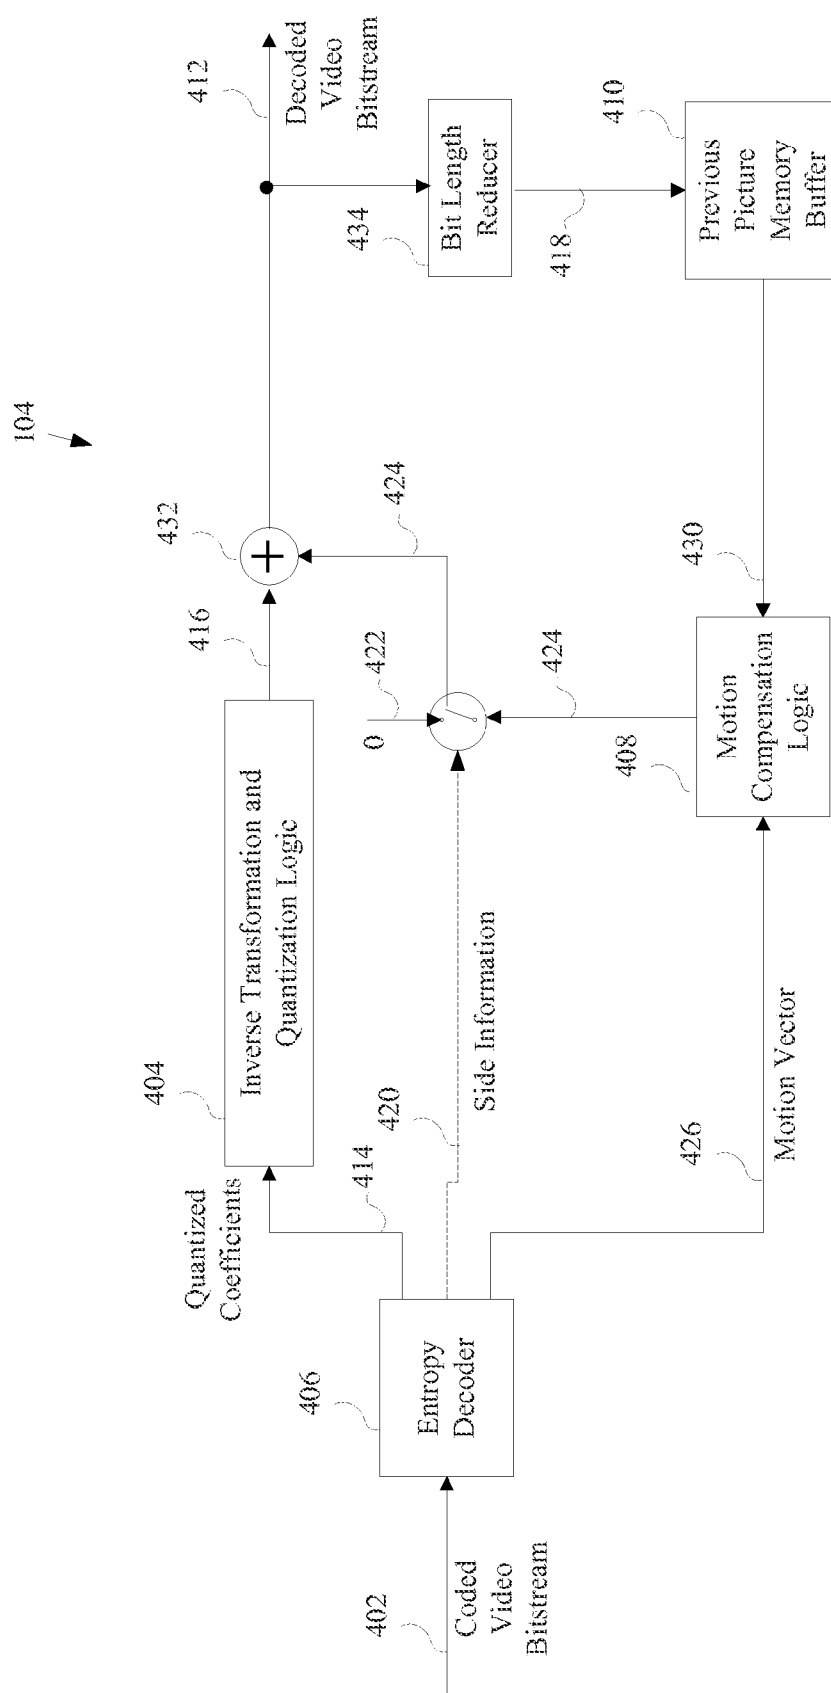 104
402
Coded
Video
Bitstream
406
Entropy
Decoder
Quantized
Coefficients
414
404
Inverse Transformation and
Quantization Logic
416
432
412
Decoded
Video
Bitstream
420
Side Information
0
422
424
424
434
Bit Length
Reducer
418
410
Previous
Picture
Memory
Buffer
426
Motion Vector
408
Motion
Compensation
Logic
430